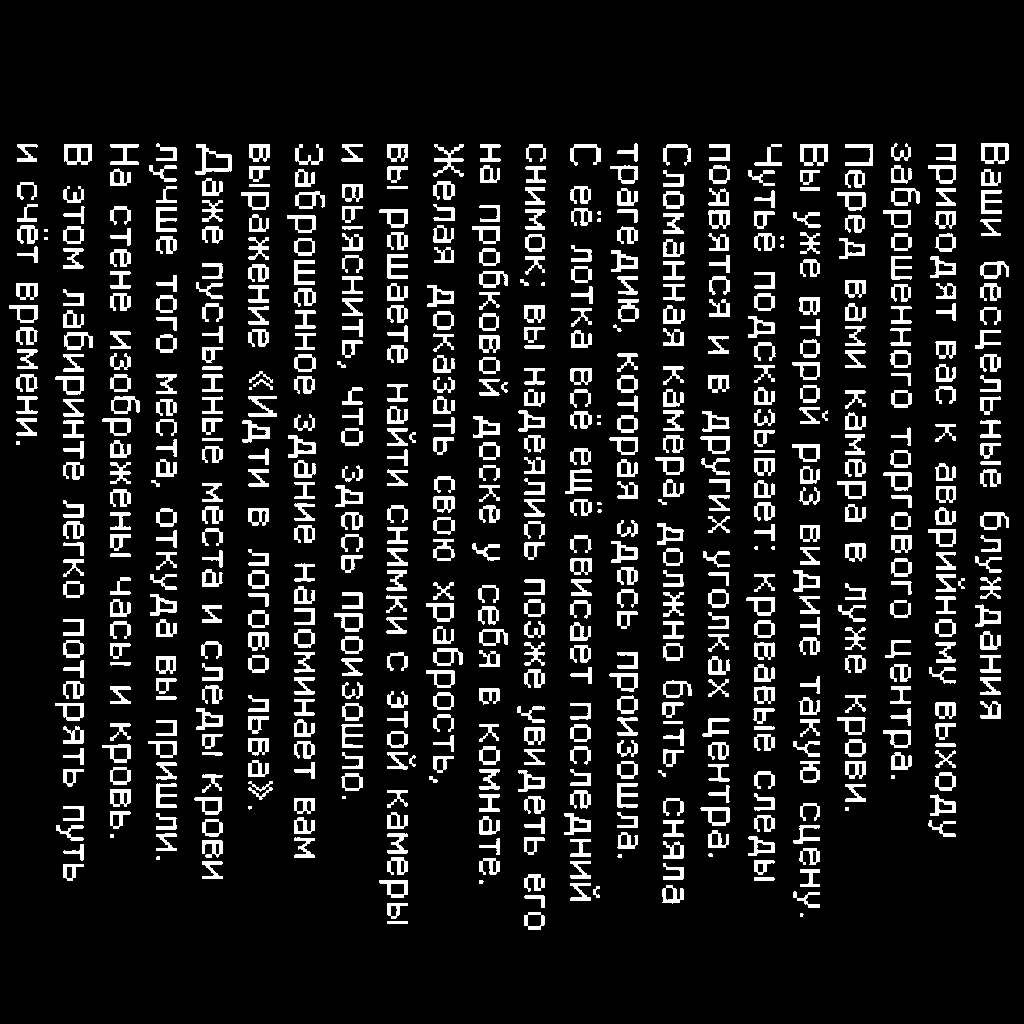 Ваши бесцельные блуждания
приводят вас к аварийному выходу
заброшенного торгового центра.
Перед вами камера в луже крови.
Вы уже второй раз видите такую сцену.
Чутьё подсказывает: кровавые следы
появятся и в других уголках центра.
Сломанная камера, должно быть, сняла
трагедию, которая здесь произошла.
С её лотка всё ещё свисает последний
снимок; вы надеялись позже увидеть его
на пробковой доске у себя в комнате.
Желая доказать свою храбрость,
вы решаете найти снимки с этой камеры
и выяснить, что здесь произошло.
Заброшенное здание напоминает вам
выражение «Идти в логово льва».
Даже пустынные места и следы крови
лучше того места, откуда вы пришли.
На стене изображены часы и кровь.
В этом лабиринте легко потерять путь
и счёт времени.